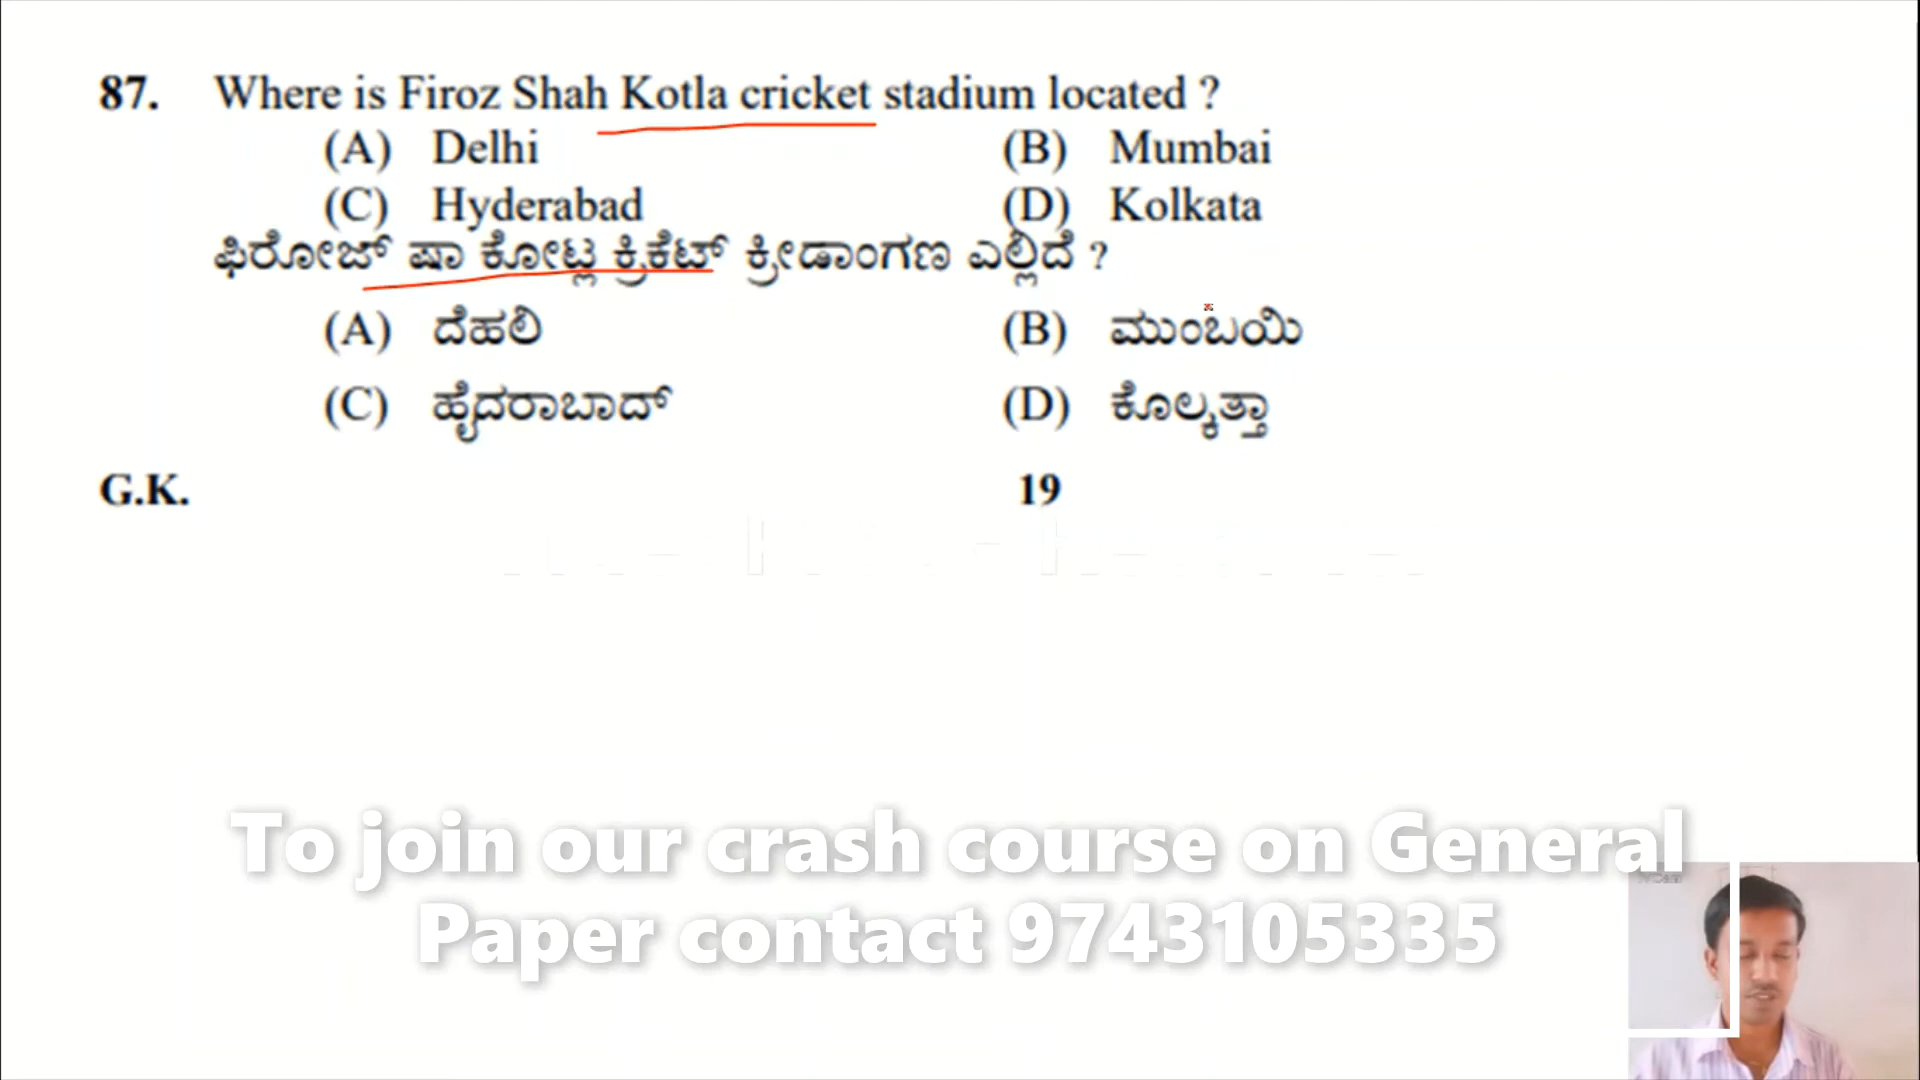 87. Where is Firoz Shah Kotla cricket stadium located ?
(A) Delhi (B) Mumbai
(C) Hyderabad (D) Kolkata
ಫಿರೋಜ್ ಷಾ ಕೋಟ್ಲ ಕ್ರಿಕೆಟ್ ಕ್ರೀಡಾಂಗಣ ಎಲ್ಲಿದೆ ?
(A) ದೆಹಲಿ (B) ಮುಂಬಯಿ
(C) ಹೈದರಾಬಾದ್ (D) ಕೊಲ್ಕತ್ತಾ
G.K. 19
To join our crash course on General
Paper contact 9743105335